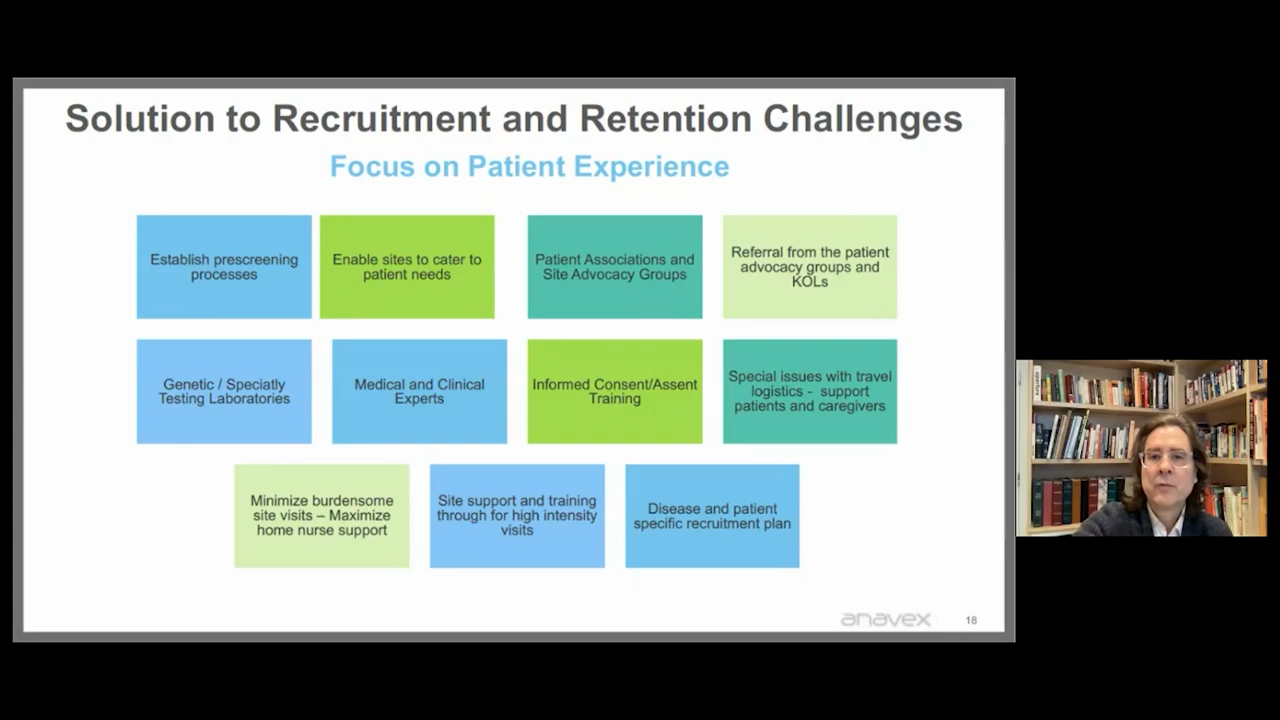 Solution to Recruitment and Retention Challenges
Focus on Patient Experience
Establish prescreening
processes
Enable sites to cater to
patient needs
Patient Associations and
Site Advocacy Groups
Referral from the patient
advocacy groups and
KOLs
Genetic / Speciatly
Testing Laboratories
Medical and Clinical
Experts
Informed Consent/Assent
Training
Special issues with travel
logistics - support
patients and caregivers
Minimize burdensome
site visits – Maximize
home nurse support
Site support and training
through for high intensity
visits
Disease and patient
specific recruitment plan
anavex
18